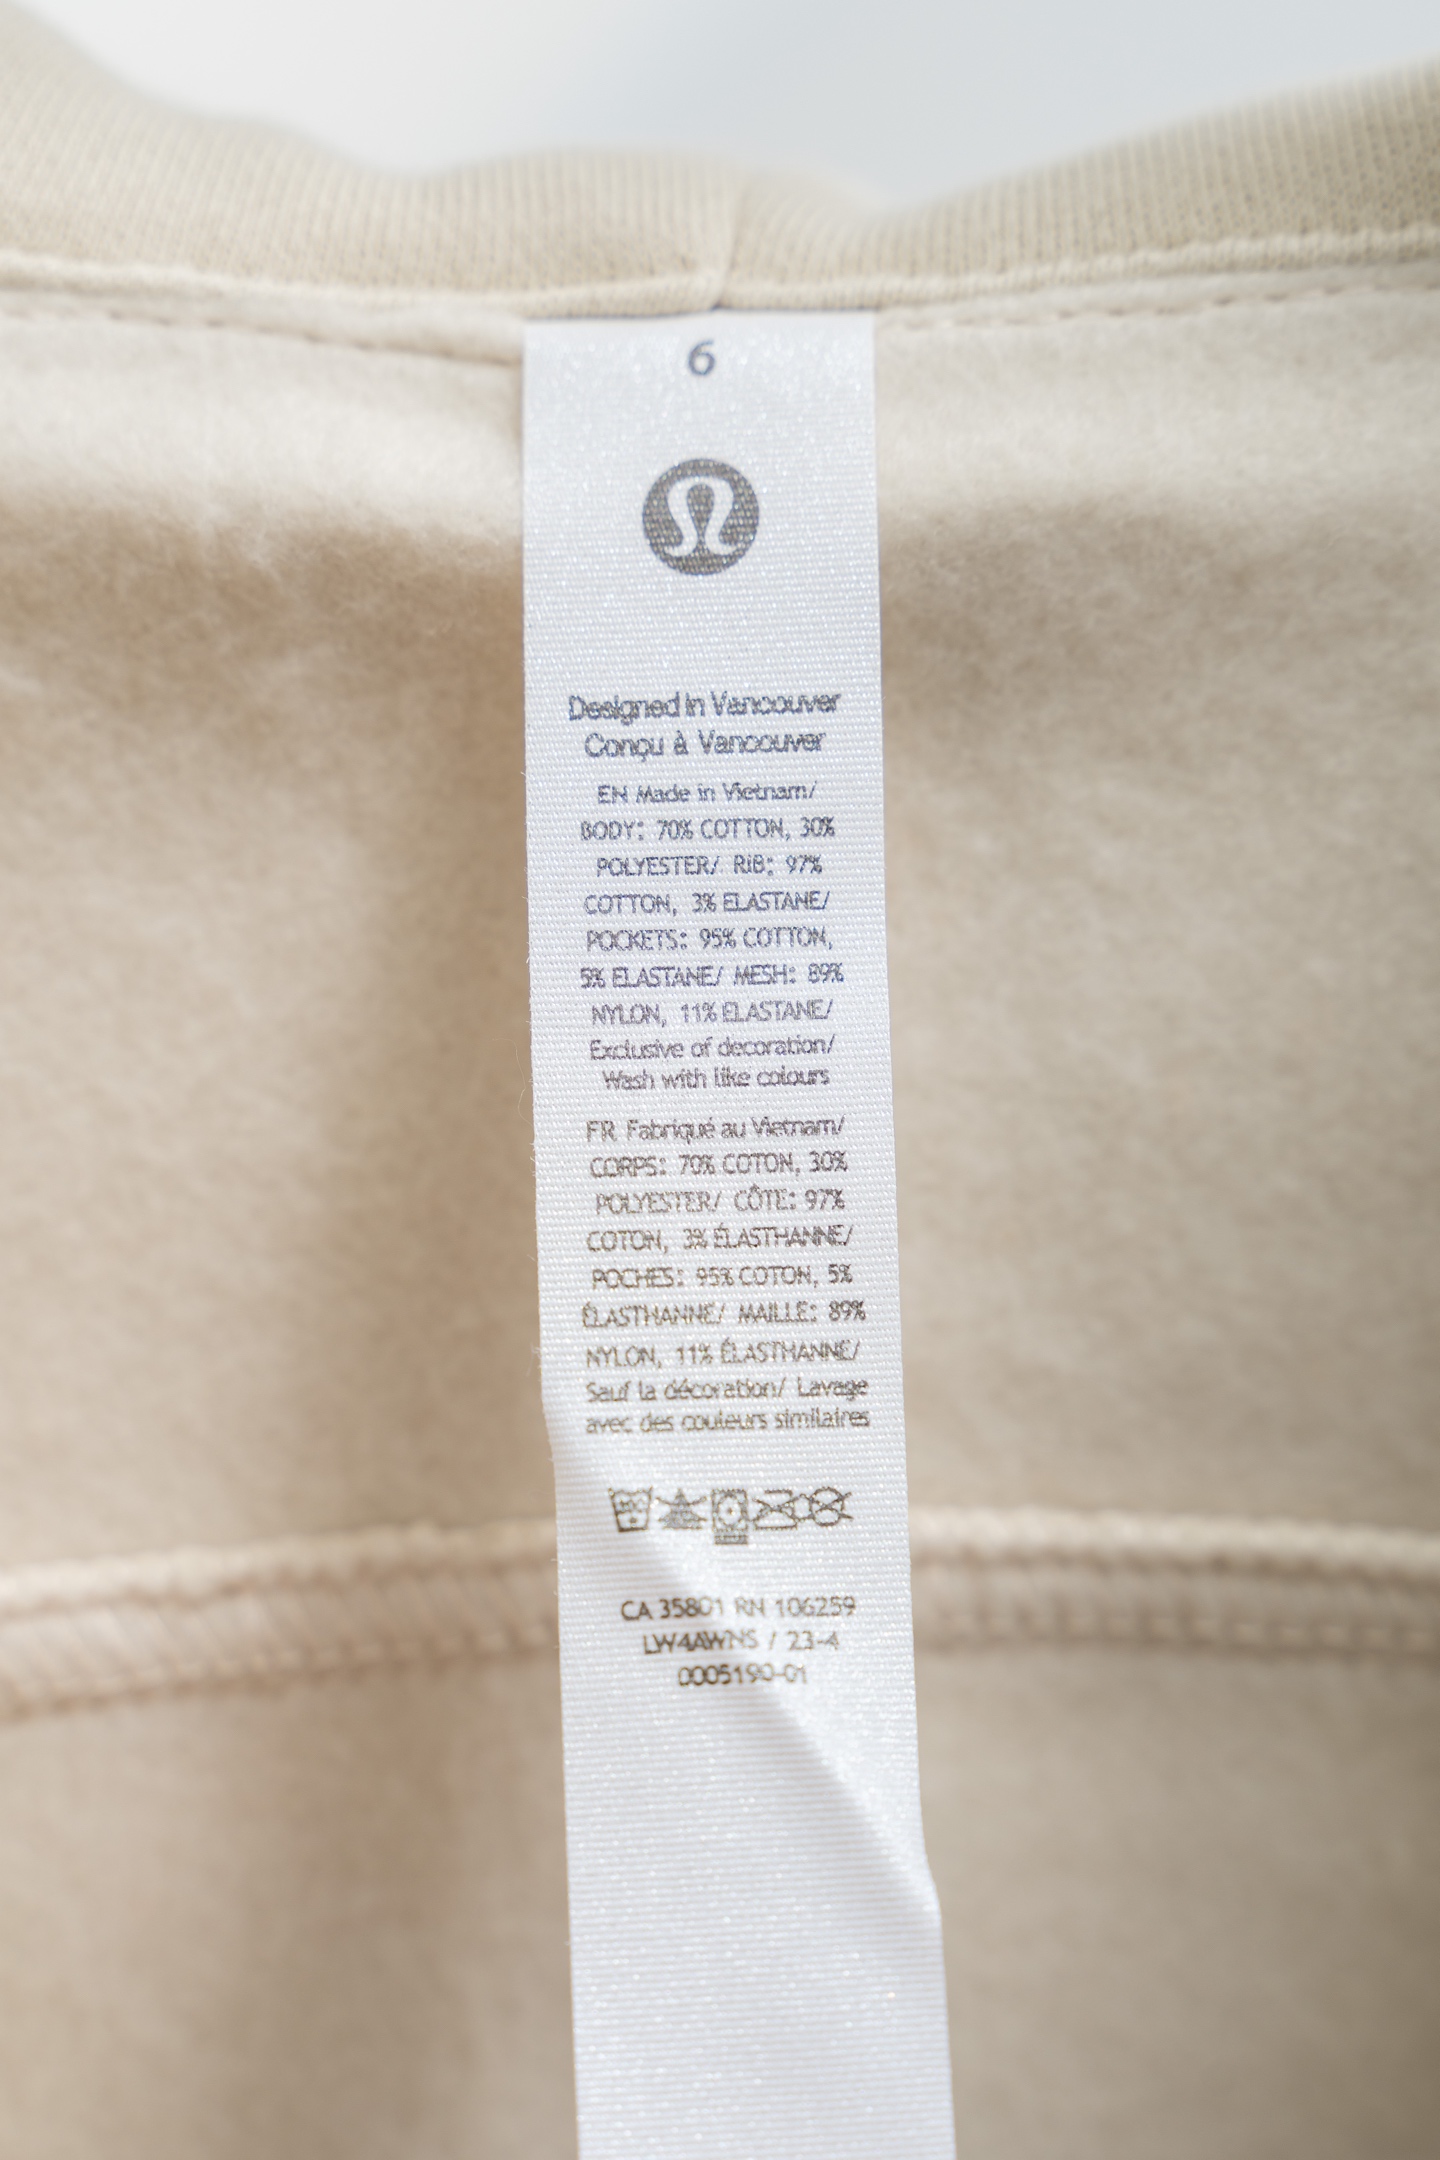 6
Designed in Vancouver
Conçu à Vancouver
EN Made in Vietnam/
BODY: 70% COTTON, 30%
POLYESTER/ RIB: 97%
COTTON, 3% ELASTANE/
POCKETS: 95% COTTON,
5% ELASTANE/ MESH: 89%
NYLON, 11% ELASTANE/
Exclusive of decoration/
Wash with like colours
FR Fabriqué au Vietnam/
CORPS: 70% COTON, 30%
POLYESTER/ CÔTE: 97%
COTON, 3% ÉLASTHANNE/
POCHES: 95% COTON, 5%
ÉLASTHANNE/ MAILLE: 89%
NYLON, 11% ÉLASTHANNE/
Sauf la décoration/ Lavage
avec des couleurs similaires
CA 35801 RN 106259
LW4AWNS / 23-4
0005190-01